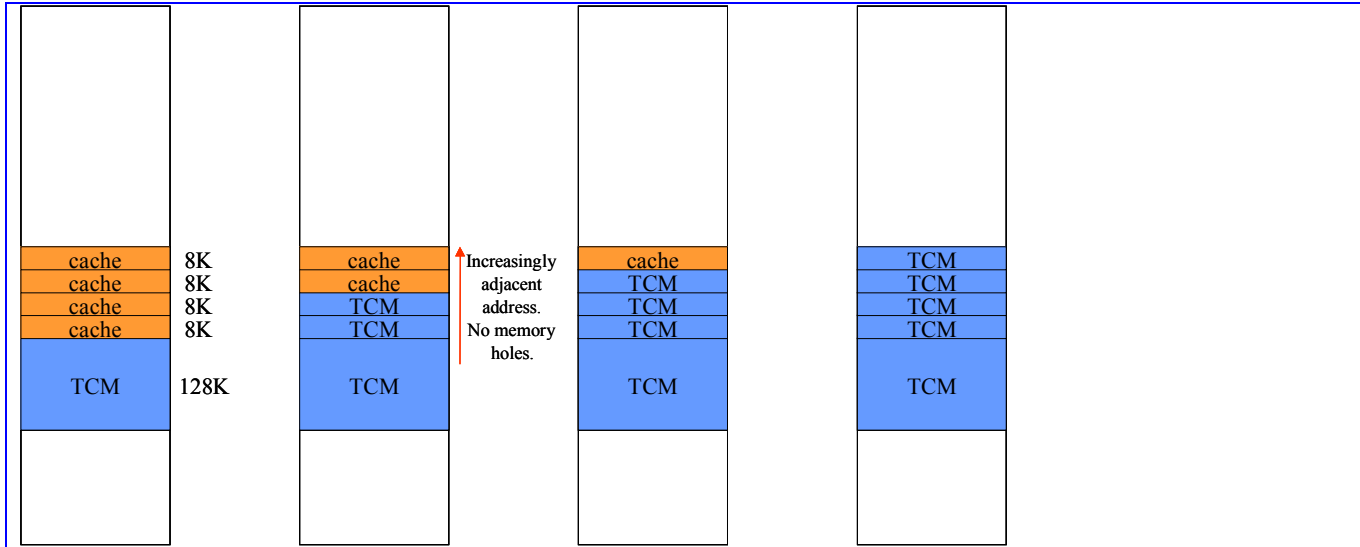 cache 8K cache Increasingly cache TCM
cache 8K cache adjacent TCM TCM
cache 8K TCM address. TCM TCM
cache 8K TCM No memory TCM TCM
holes.
TCM 128K TCM TCM TCM